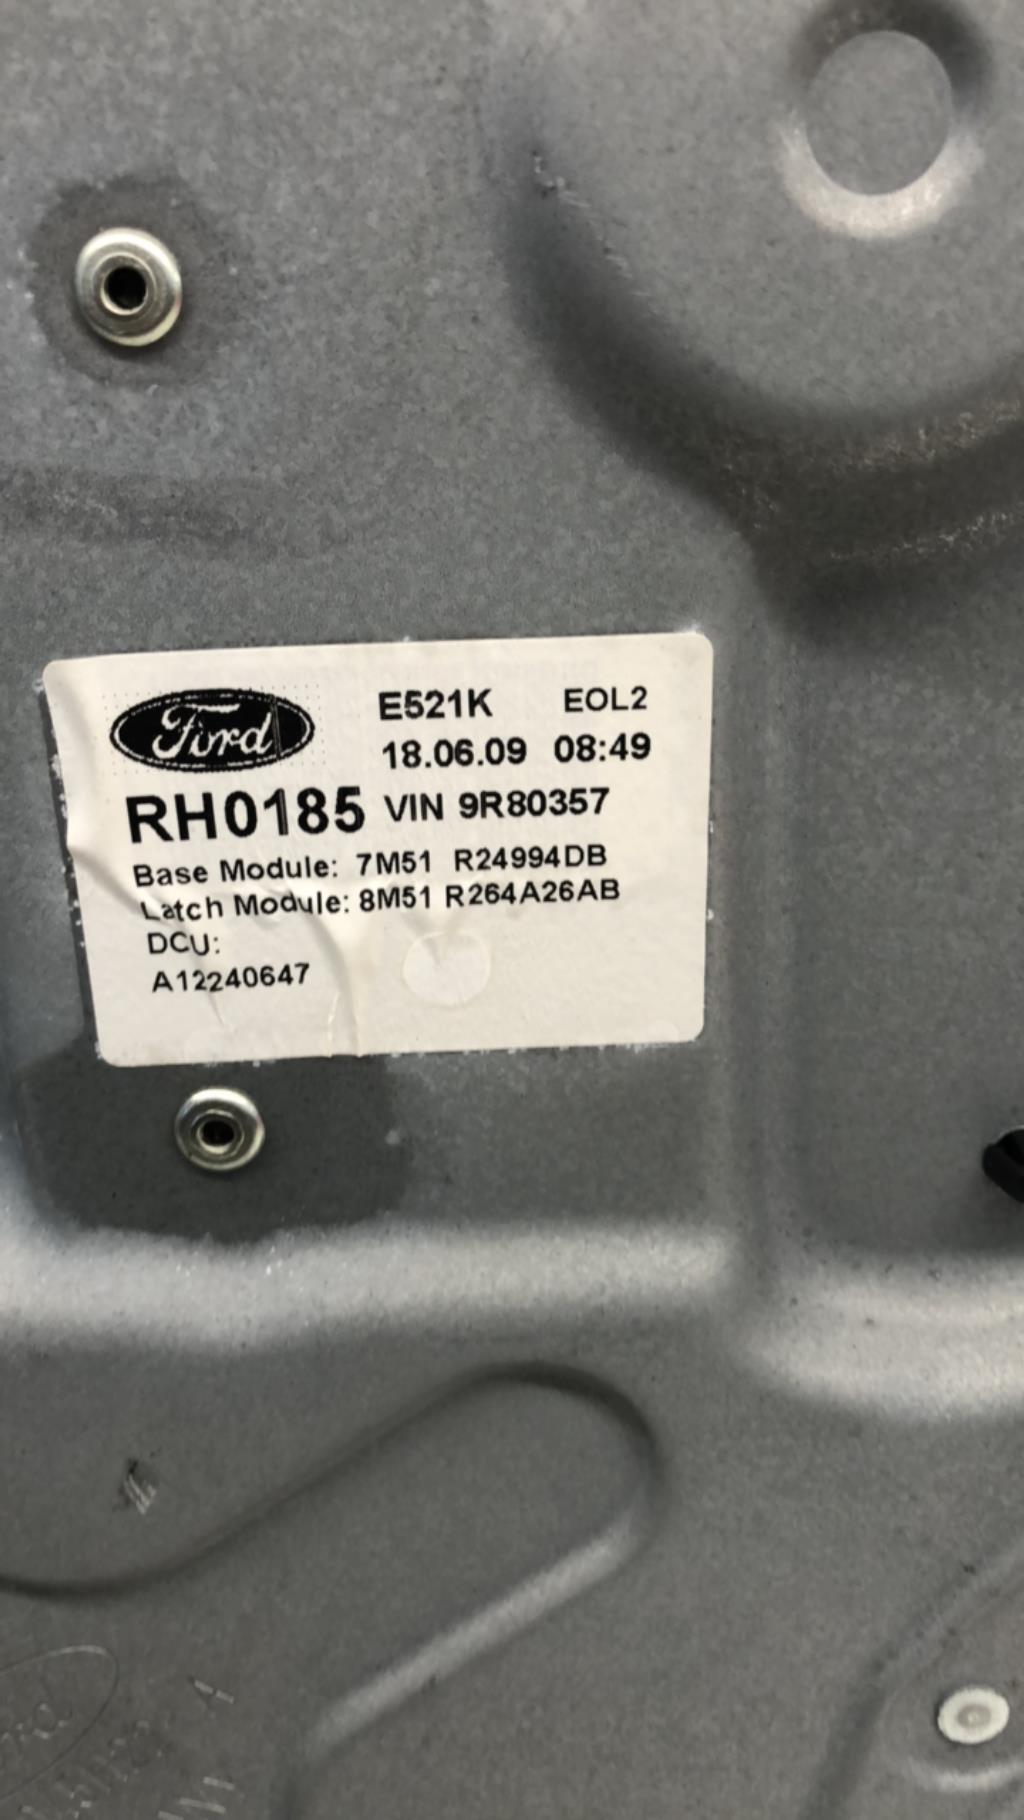 Ford
E521K EOL2
18.06.09 08:49
RH0185 VIN 9R80357
Base Module: 7M51 R24994DB
Latch Module: 8M51 R264A26AB
DCU:
A12240647